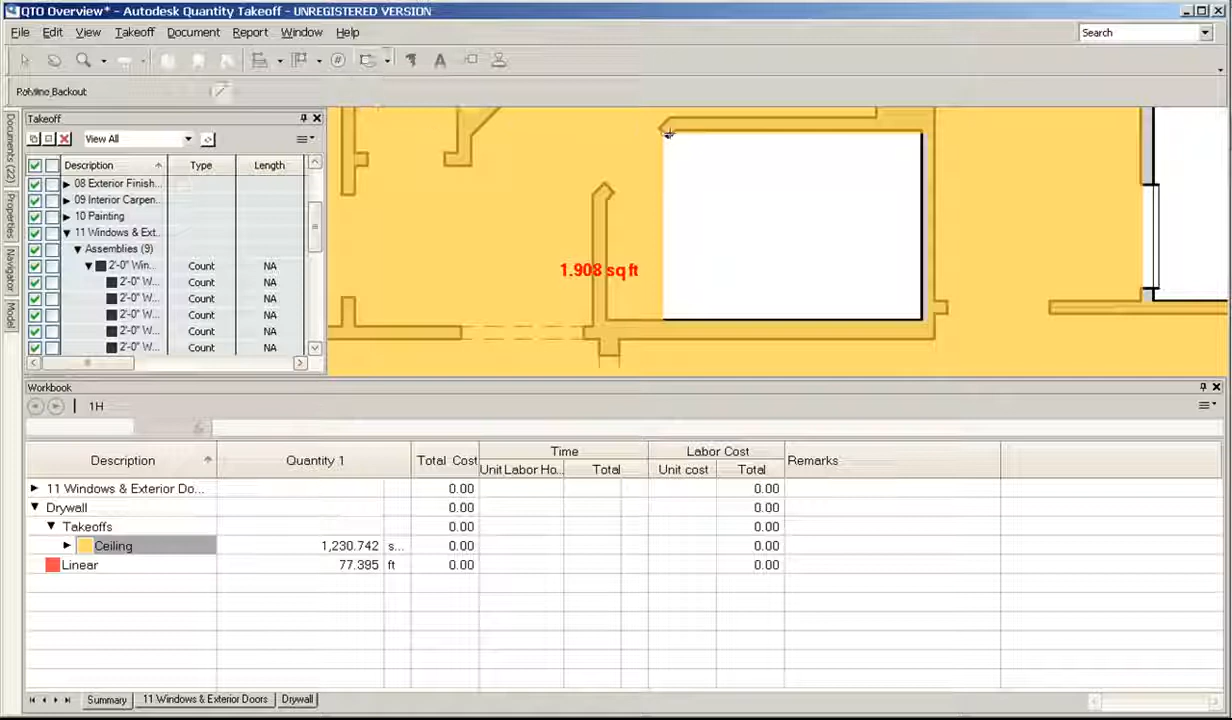 QTO Overview* - Autodesk Quantity Takeoff - UNREGISTERED VERSION
File Edit View Takeoff Document Report Window Help
Search
Polyline Backout
Takeoff
View All
Description Type Length
08 Exterior Finish...
09 Interior Carpen...
10 Painting
11 Windows & Ext...
Assemblies (9)
2'-0" Win... Count NA
2'-0" W... Count NA
2'-0" W... Count NA
2'-0" W... Count NA
2'-0" W... Count NA
2'-0" W... Count NA
Documents (22)
Properties
Navigator
Model
1.908 sq ft
Workbook
1H
Description Quantity 1 Total Cost Time Labor Cost Remarks
Unit Labor Ho... Total Unit cost Total
11 Windows & Exterior Do... 0.00 0.00
Drywall 0.00 0.00
Takeoffs 0.00 0.00
Ceiling 1,230.742 s... 0.00 0.00
Linear 77.395 ft 0.00 0.00
Summary 11 Windows & Exterior Doors Drywall